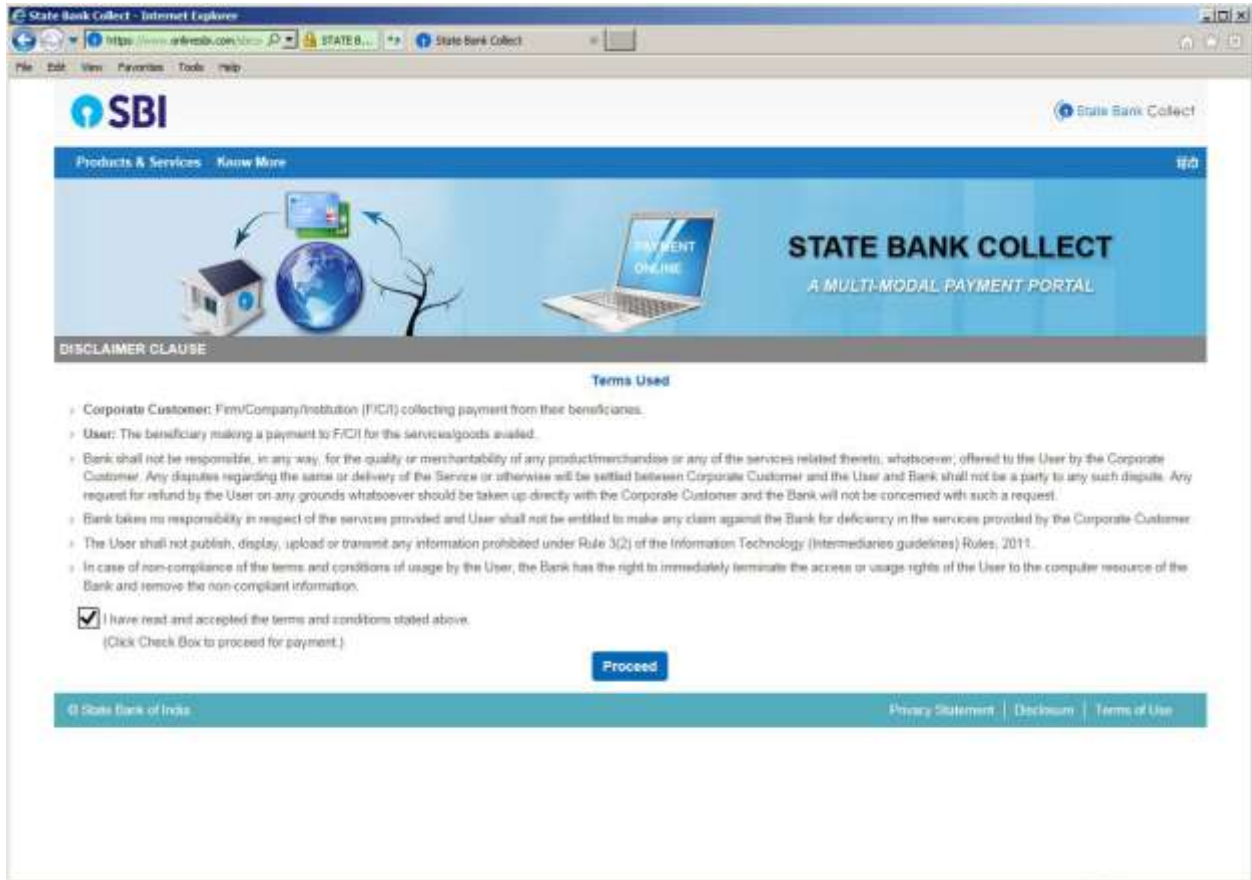 State Bank Collect - Internet Explorer
https://www.onlinesbi.com/sbico STATE B... State Bank Collect
File Edit View Favorites Tools Help
SBI
State Bank Collect
Products & Services Know More हिंदी
PAYMENT
ONLINE
STATE BANK COLLECT
A MULTI-MODAL PAYMENT PORTAL
DISCLAIMER CLAUSE
Terms Used
Corporate Customer: Firm/Company/Institution (F/C/I) collecting payment from their beneficiaries.
User: The beneficiary making a payment to F/C/I for the services/goods availed.
Bank shall not be responsible, in any way, for the quality or merchantability of any product/merchandise or any of the services related thereto, whatsoever, offered to the User by the Corporate
Customer. Any disputes regarding the same or delivery of the Service or otherwise will be settled between Corporate Customer and the User and Bank shall not be a party to any such dispute. Any
request for refund by the User on any grounds whatsoever should be taken up directly with the Corporate Customer and the Bank will not be concerned with such a request.
Bank takes no responsibility in respect of the services provided and User shall not be entitled to make any claim against the Bank for deficiency in the services provided by the Corporate Customer
The User shall not publish, display, upload or transmit any information prohibited under Rule 3(2) of the Information Technology (Intermediaries guidelines) Rules, 2011.
In case of non-compliance of the terms and conditions of usage by the User, the Bank has the right to immediately terminate the access or usage rights of the User to the computer resource of the
Bank and remove the non-compliant information.
I have read and accepted the terms and conditions stated above.
(Click Check Box to proceed for payment.)
Proceed
© State Bank of India Privacy Statement | Disclosure | Terms of Use